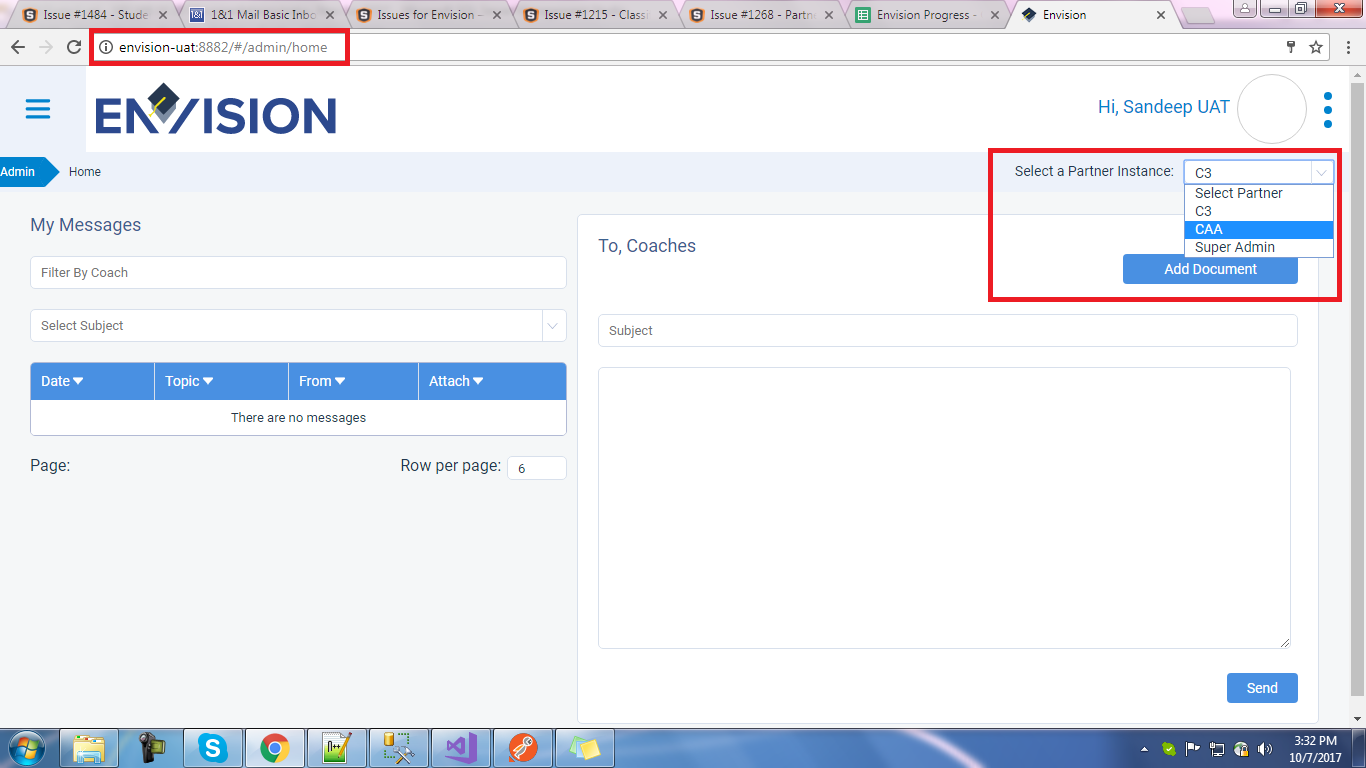 Issue #1484 - Stude
1&1 Mail Basic Inbo
Issues for Envision –
Issue #1215 - Classi
Issue #1268 - Partn
Envision Progress -
Envision
envision-uat:8882/#/admin/home
ENVISION
Hi, Sandeep UAT
Admin
Home
Select a Partner Instance:
C3
Select Partner
C3
CAA
Super Admin
My Messages
Filter By Coach
Select Subject
Date
Topic
From
Attach
There are no messages
Page:
Row per page:
6
To, Coaches
Add Document
Subject
Send
3:32 PM
10/7/2017